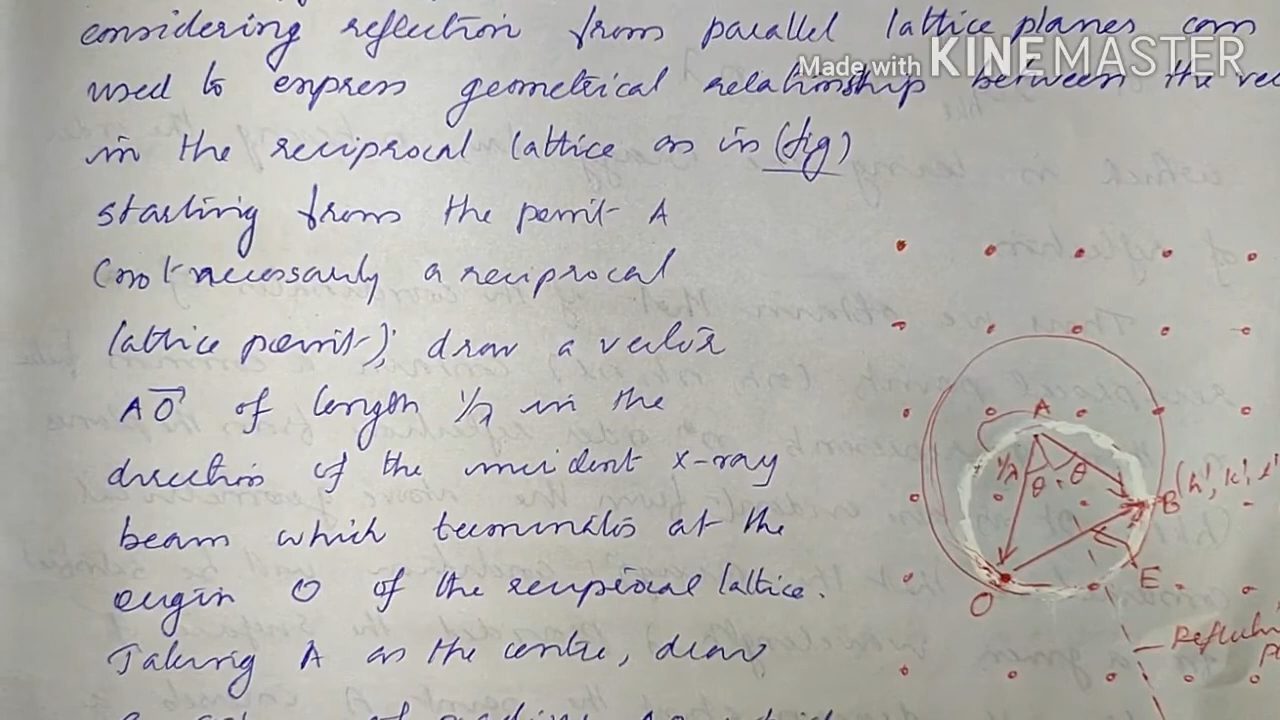 considering reflection from parallel lattice planes can
Made with KINEMASTER
used to express geometrical relationship between the
in the reciprocal lattice as in (fig)
starting from the point A
(not necessarily a reciprocal
lattice point); draw a vector
AO of length 1/λ in the
direction of the incident X-ray
beam which terminates at the
origin O of the reciprocal lattice.
Taking A as the centre, draw
A
1/λ
θ θ
B (h', k', l'
E
O